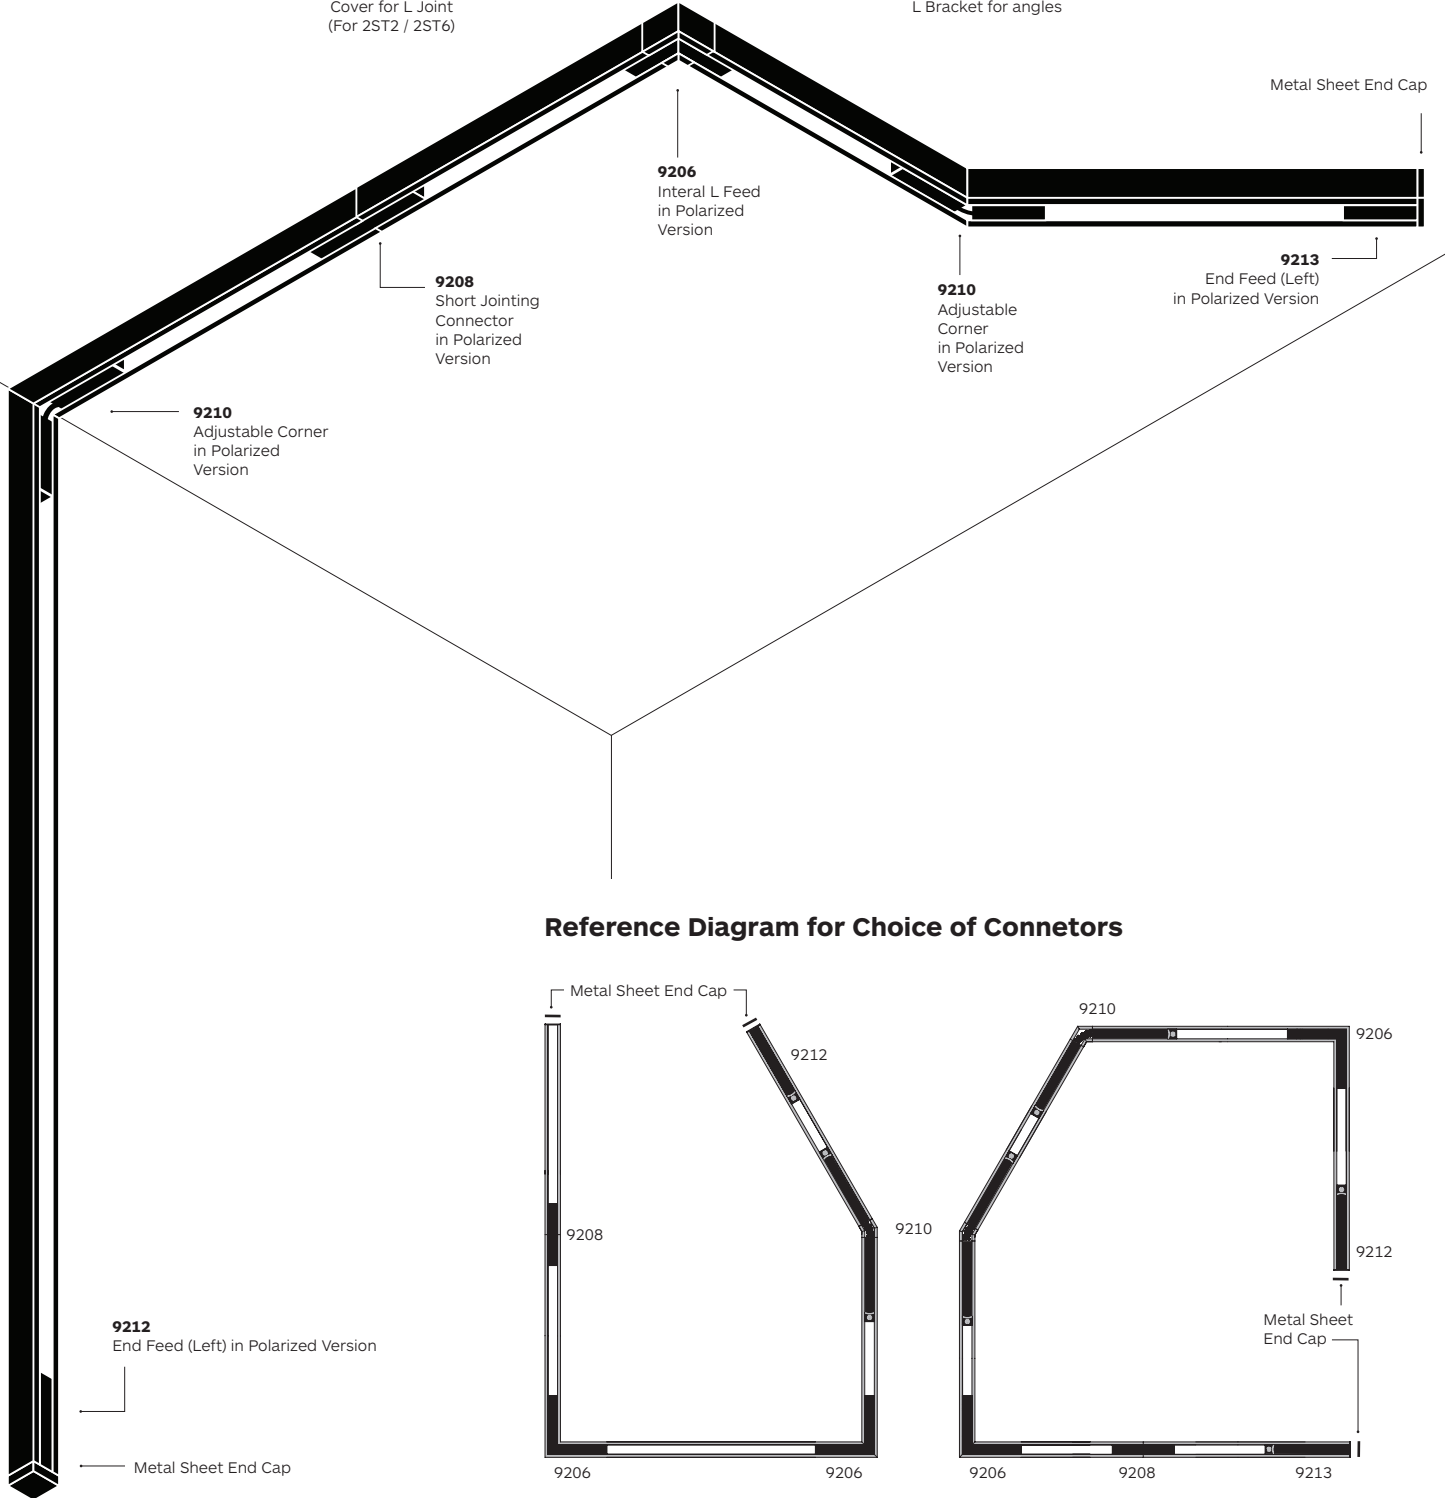 Cover for L Joint
(For 2ST2 / 2ST6)
L Bracket for angles
Metal Sheet End Cap
9206
Interal L Feed
in Polarized
Version
9208
Short Jointing
Connector
in Polarized
Version
9210
Adjustable
Corner
in Polarized
Version
9213
End Feed (Left)
in Polarized Version
9210
Adjustable Corner
in Polarized
Version
Reference Diagram for Choice of Connetors
Metal Sheet End Cap
9212
9208
9210
9206
9206
9210
9206
9212
Metal Sheet
End Cap
9206
9208
9213
9212
End Feed (Left) in Polarized Version
Metal Sheet End Cap